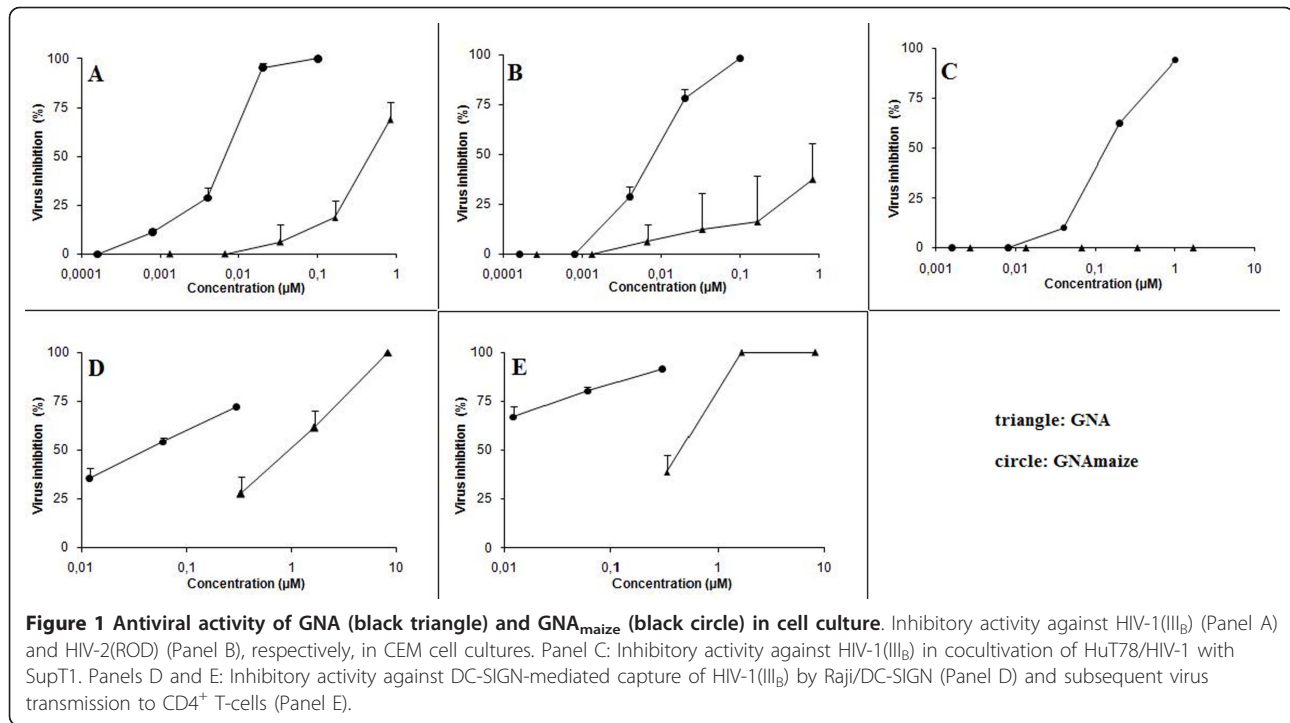 A
Virus inhibition (%)
100
75
50
25
0
0,0001 0,001 0,01 0,1 1
Concentration (µM)
B
Virus inhibition (%)
100
75
50
25
0
0,0001 0,001 0,01 0,1 1
Concentration (µM)
C
Virus inhibition (%)
100
75
50
25
0
0,001 0,01 0,1 1 10
Concentration (µM)
D
Virus inhibition (%)
100
75
50
25
0
0,01 0,1 1 10
Concentration (µM)
E
Virus inhibition (%)
100
75
50
25
0
0,01 0,1 1 10
Concentration (µM)
triangle: GNA
circle: GNAmaize
Figure 1 Antiviral activity of GNA (black triangle) and GNAmaize (black circle) in cell culture. Inhibitory activity against HIV-1(IIIB) (Panel A)
and HIV-2(ROD) (Panel B), respectively, in CEM cell cultures. Panel C: Inhibitory activity against HIV-1(IIIB) in cocultivation of HuT78/HIV-1 with
SupT1. Panels D and E: Inhibitory activity against DC-SIGN-mediated capture of HIV-1(IIIB) by Raji/DC-SIGN (Panel D) and subsequent virus
transmission to CD4+ T-cells (Panel E).